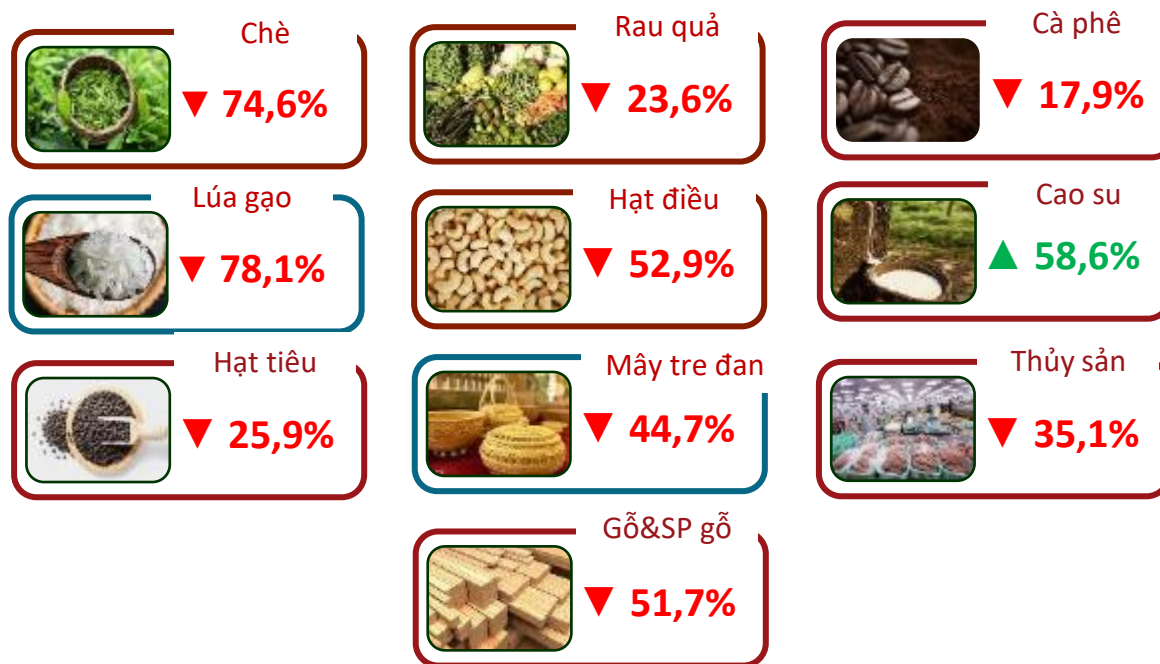 Chè
▼ 74,6%
Rau quả
▼ 23,6%
Cà phê
▼ 17,9%
Lúa gạo
▼ 78,1%
Hạt điều
▼ 52,9%
Cao su
▲ 58,6%
Hạt tiêu
▼ 25,9%
Mây tre đan
▼ 44,7%
Thủy sản
▼ 35,1%
Gỗ&SP gỗ
▼ 51,7%